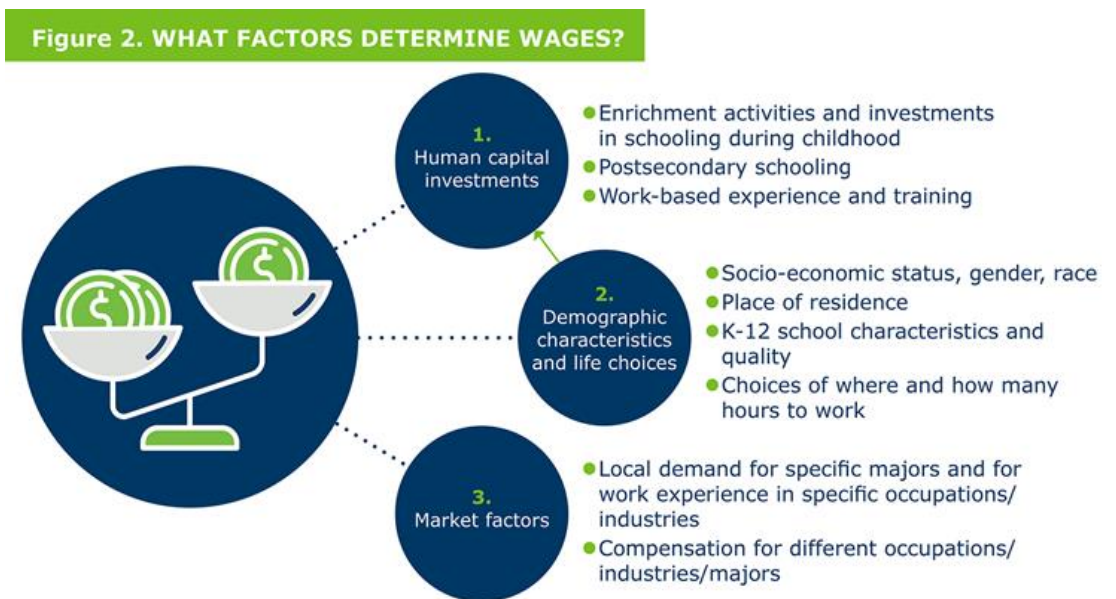 Figure 2. WHAT FACTORS DETERMINE WAGES?
1.
Human capital
investments
● Enrichment activities and investments
in schooling during childhood
● Postsecondary schooling
● Work-based experience and training
2.
Demographic
characteristics
and life choices
● Socio-economic status, gender, race
● Place of residence
● K-12 school characteristics and
quality
● Choices of where and how many
hours to work
3.
Market factors
● Local demand for specific majors and for
work experience in specific occupations/
industries
● Compensation for different occupations/
industries/majors
$
$